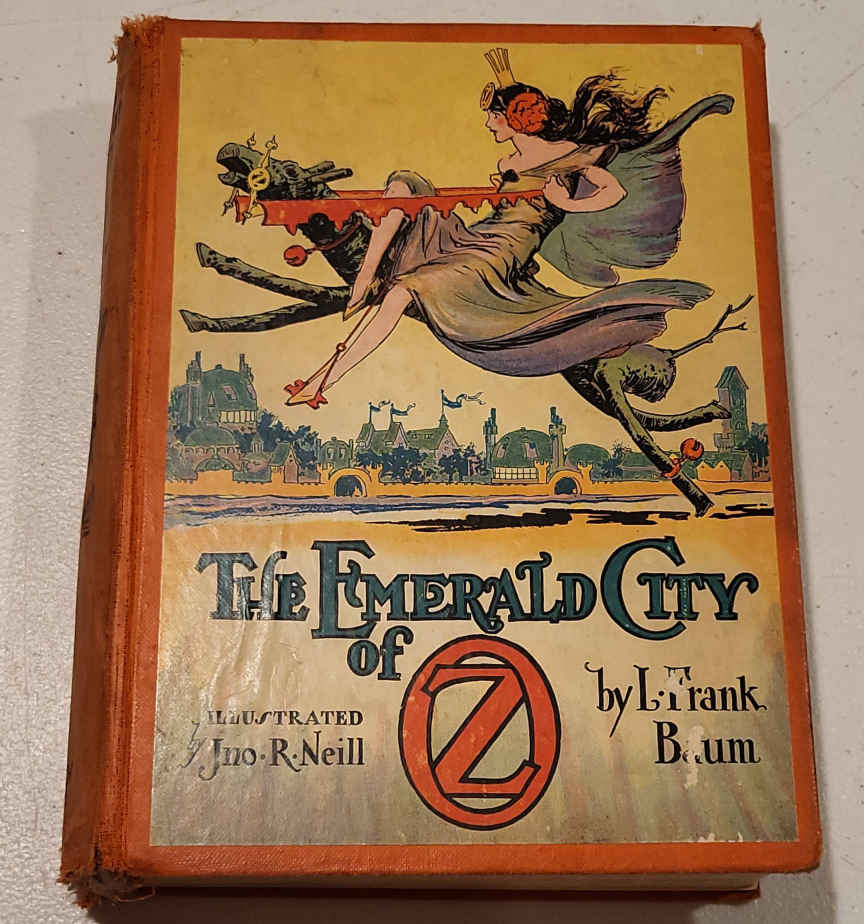 THE EMERALD CITY
of OZ
by L. Frank
Baum
ILLUSTRATED
by Jno. R. Neill